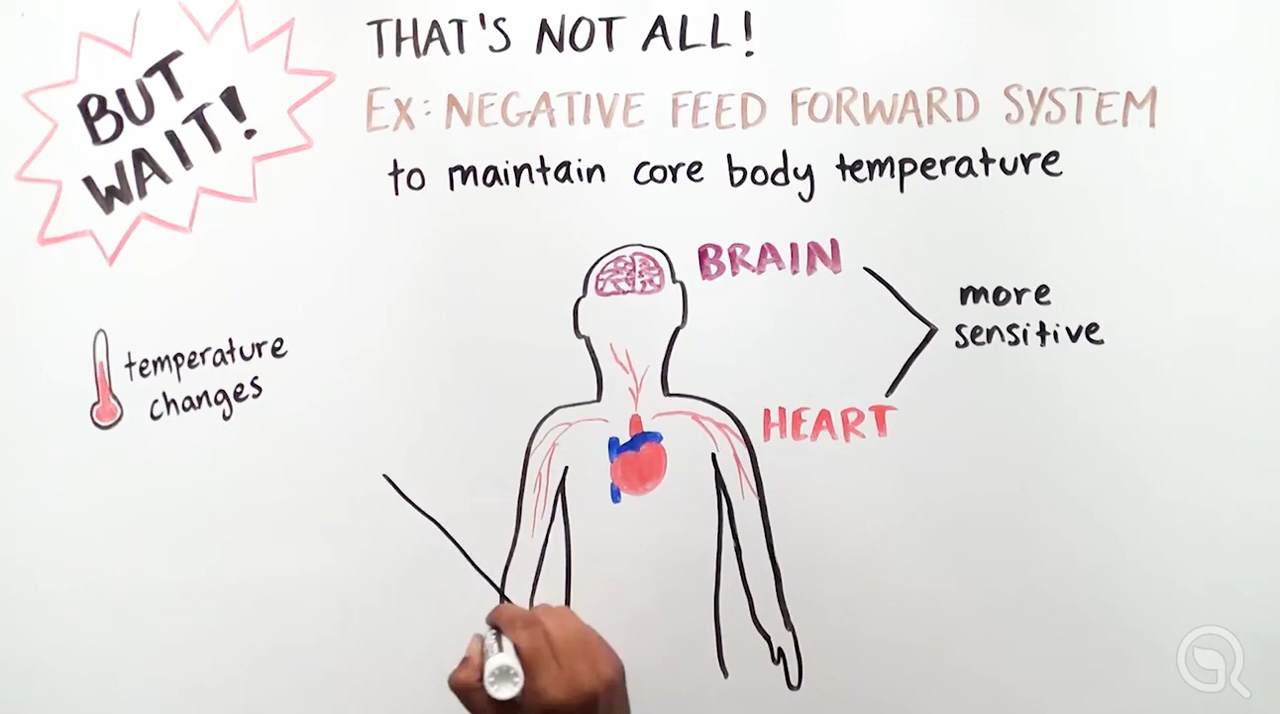 BUT
WAIT!
THAT'S NOT ALL!
EX: NEGATIVE FEED FORWARD SYSTEM
to maintain core body temperature
BRAIN
more
sensitive
temperature
changes
HEART